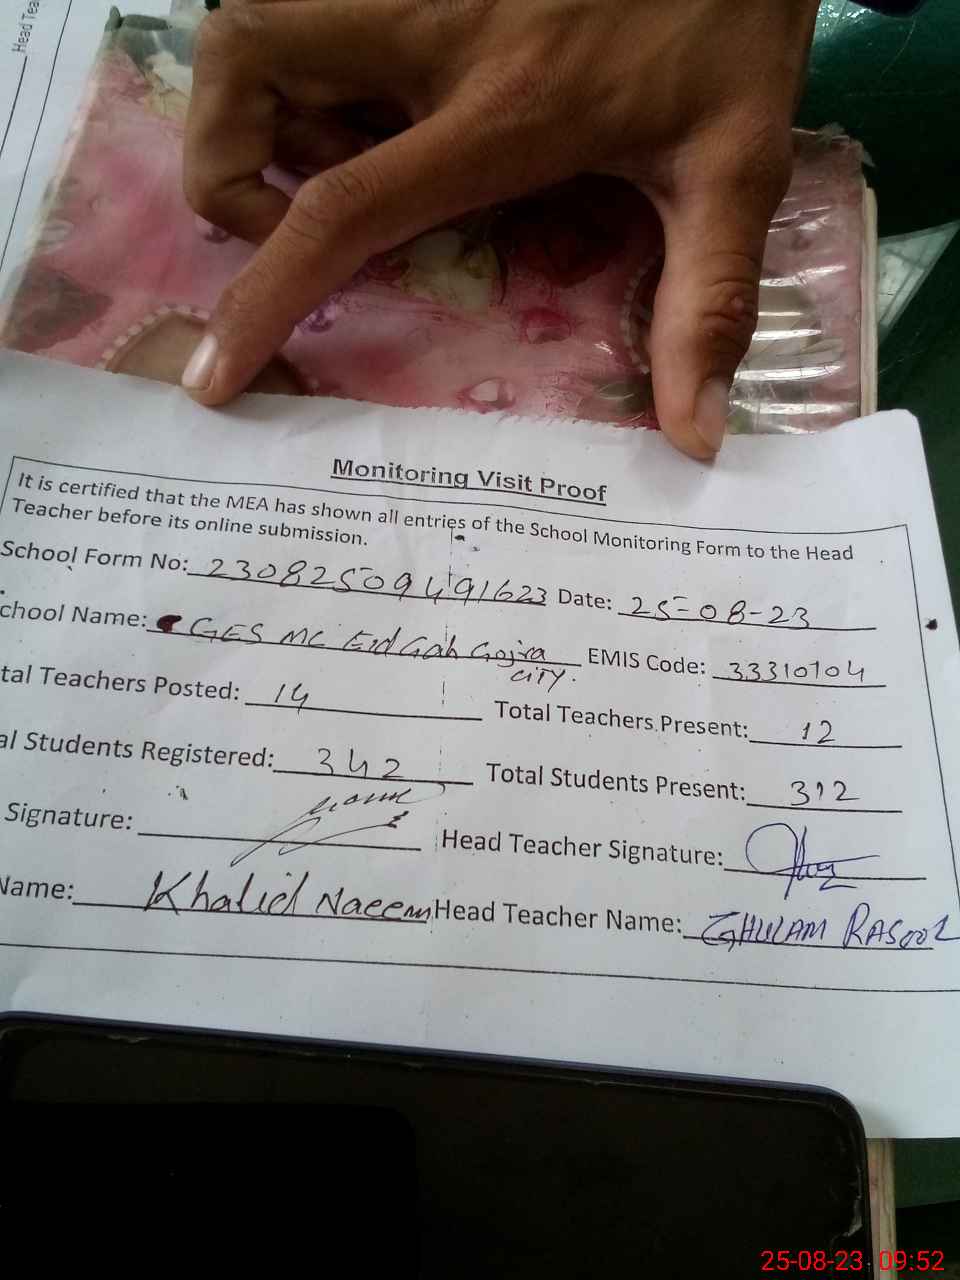 Head Tea
Monitoring Visit Proof
It is certified that the MEA has shown all entries of the School Monitoring Form to the Head
Teacher before its online submission.
School Form No: 23082509491623 Date: 25-08-23
chool Name: GES MC Eid Gah Gojra EMIS Code: 33310104
CITY.
tal Teachers Posted: 14 Total Teachers Present: 12
al Students Registered: 342 Total Students Present: 312
Signature: Head Teacher Signature:
Name: Khalid Naeem Head Teacher Name: GHULAM RASOOL
25-08-23 09:52